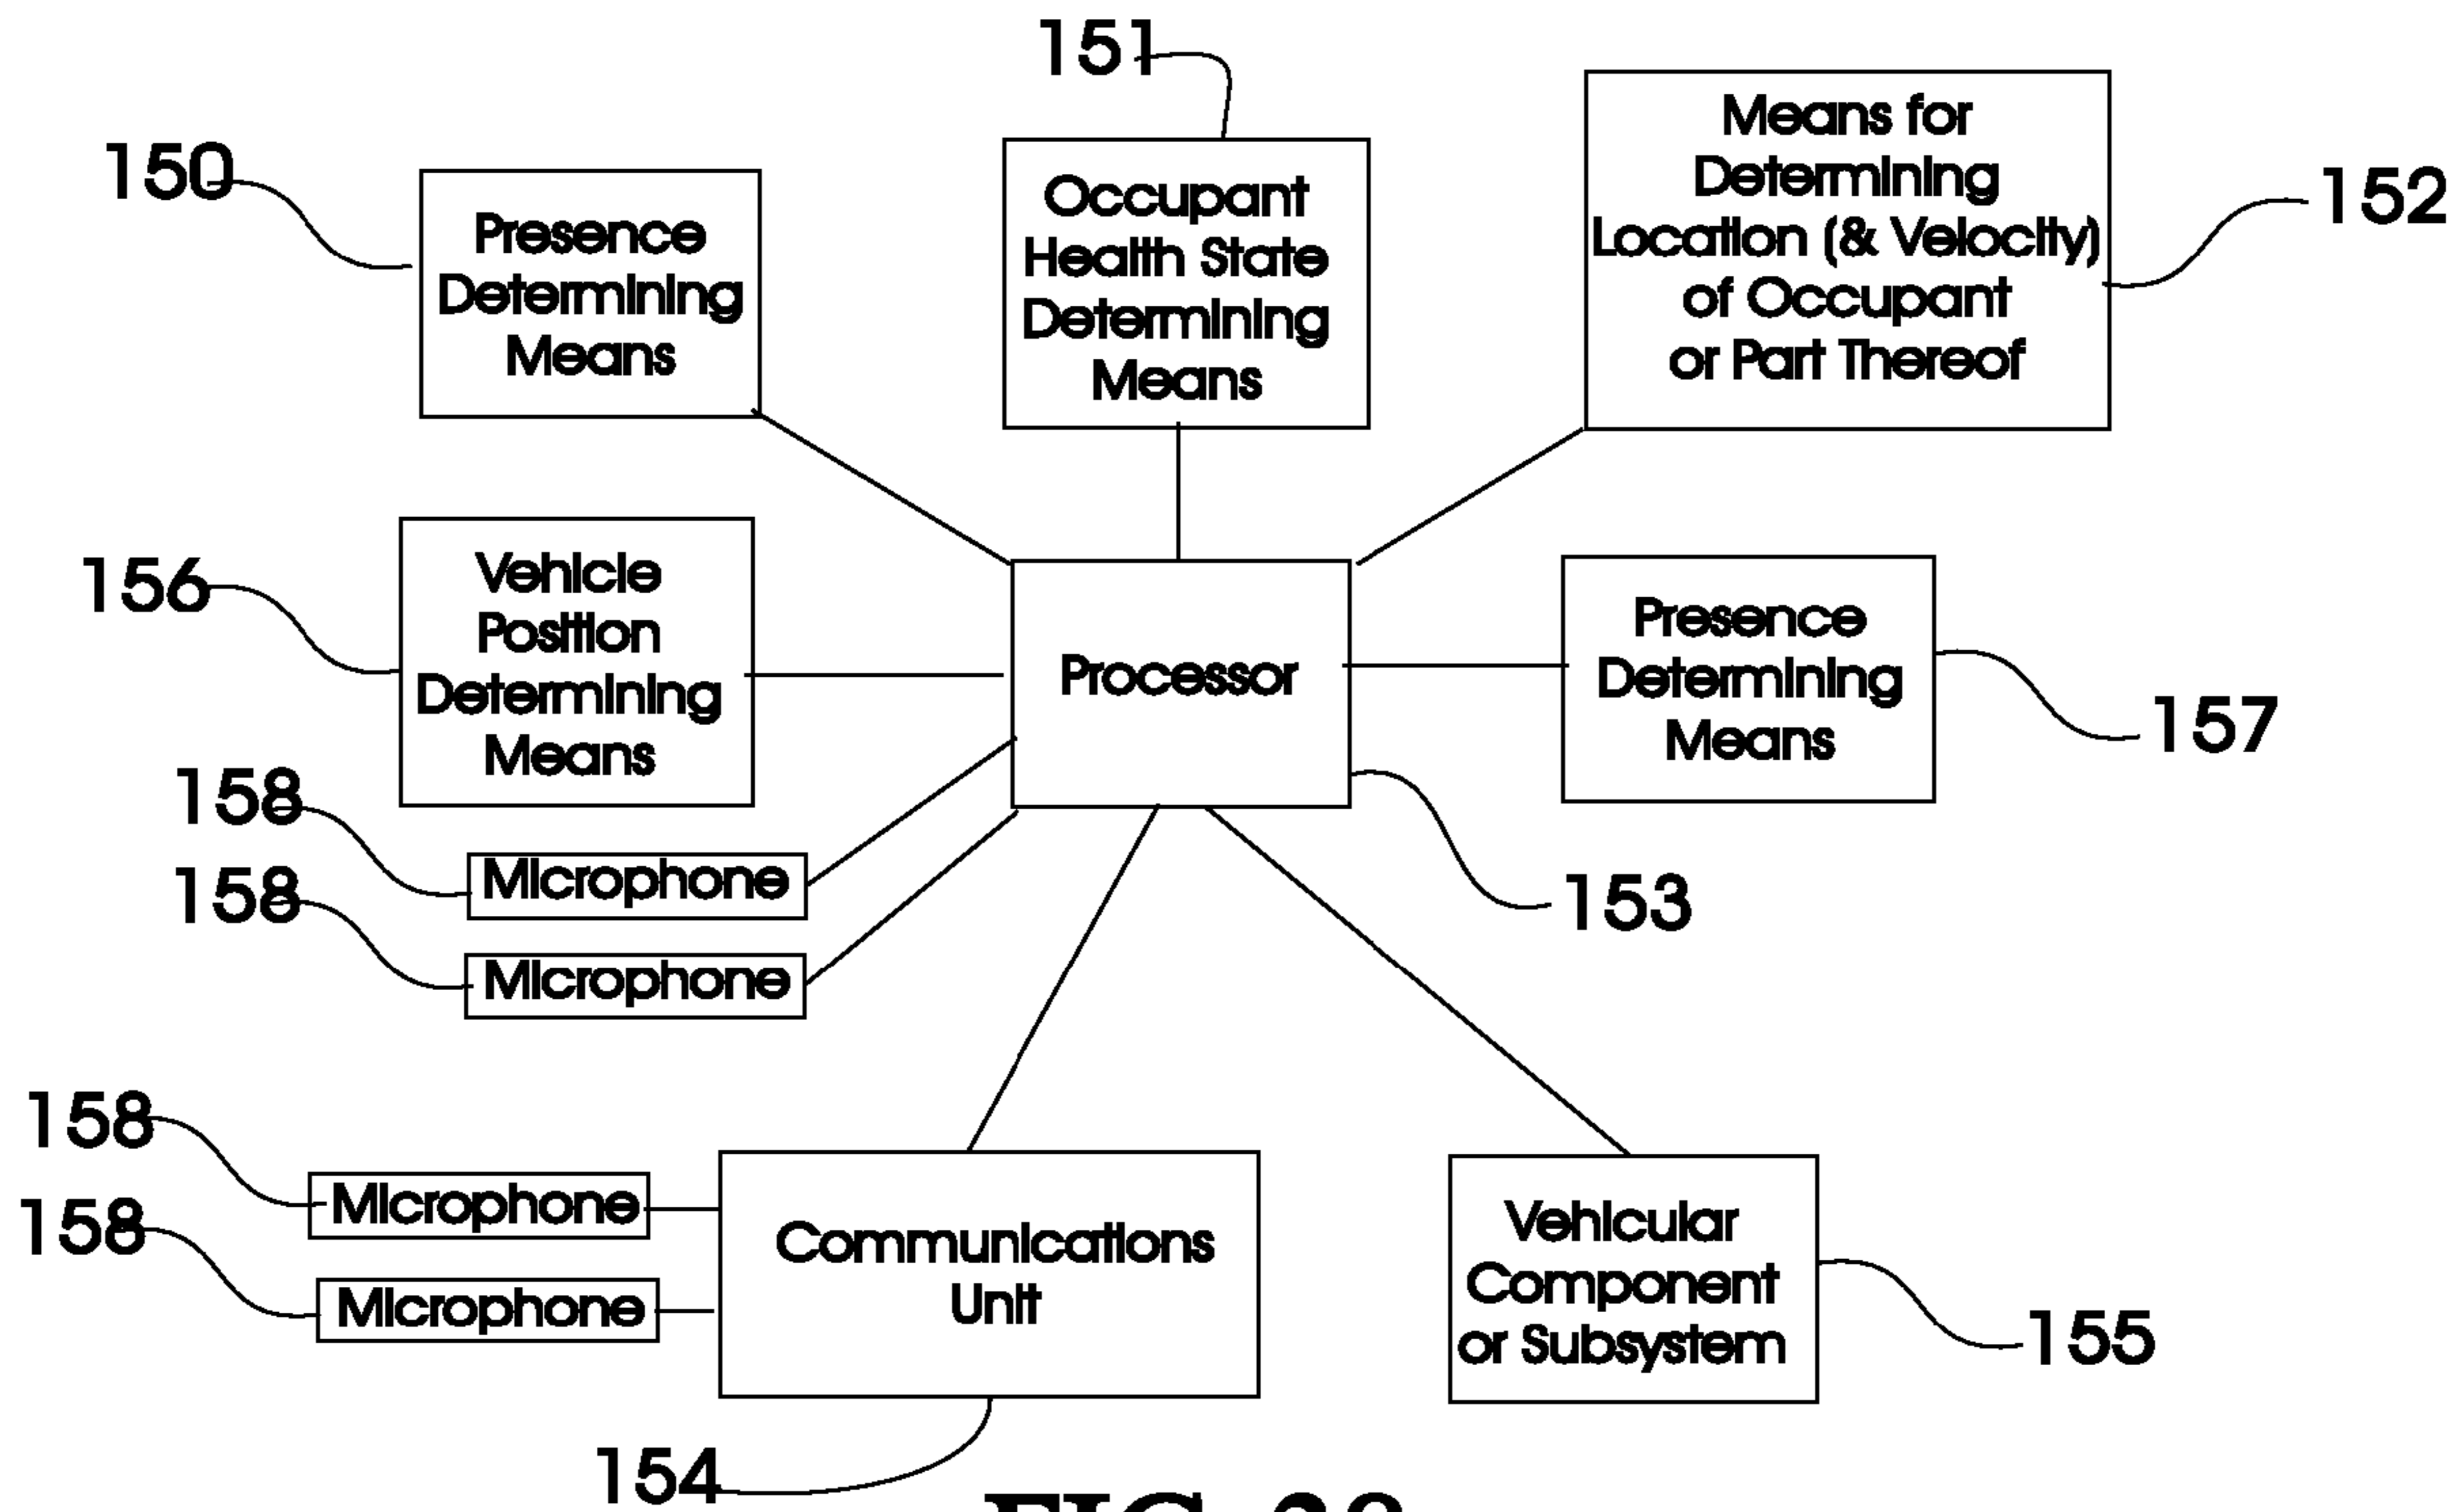 151
150
Presence
Determining
Means
Occupant
Health State
Determining
Means
Means for
Determining
Location (& Velocity)
of Occupant
or Part Thereof
152
156
Vehicle
Position
Determining
Means
Processor
Presence
Determining
Means
157
158
Microphone
158
Microphone
153
158
Microphone
158
Microphone
Communications
Unit
Vehicular
Component
or Subsystem
155
154